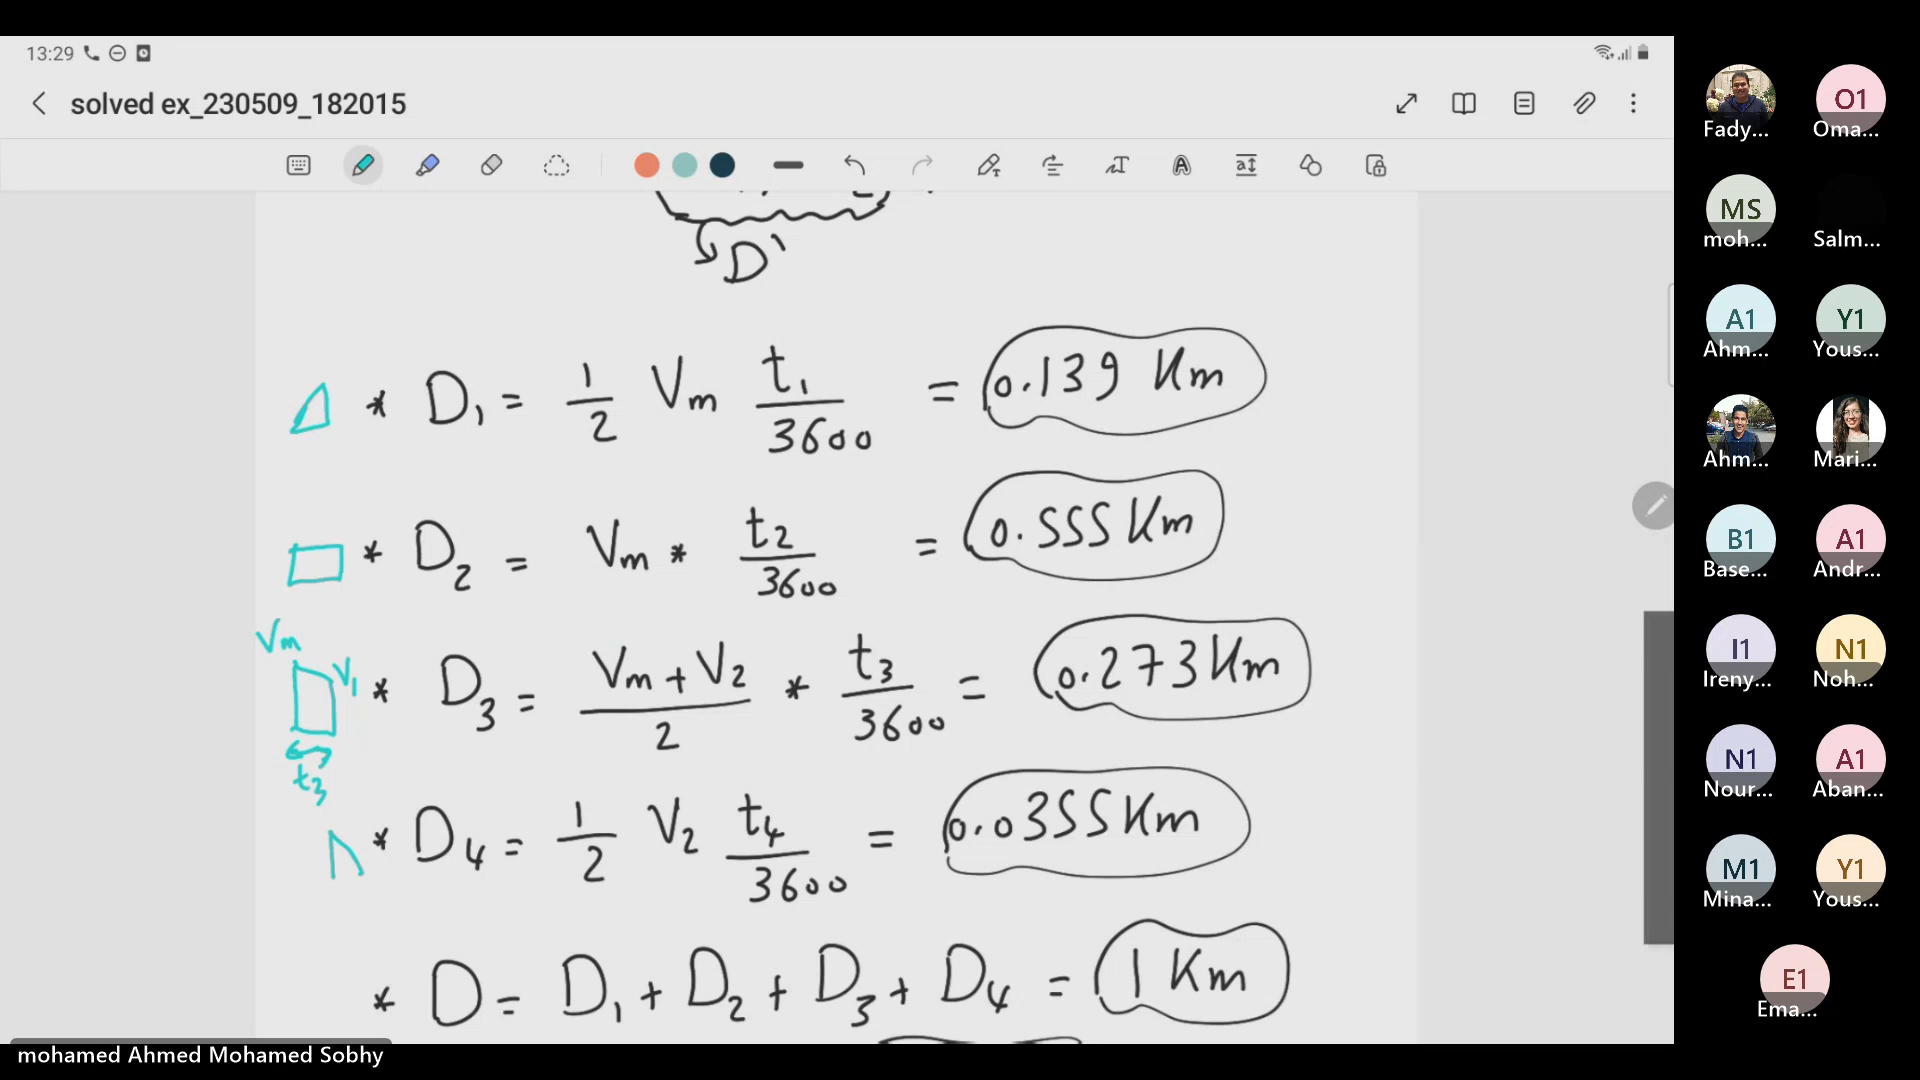 13:29
solved ex_230509_182015
D'
* D₁ = 1/2 Vm t₁/3600 = 0.139 Km
* D₂ = Vm * t₂/3600 = 0.555 Km
Vm
V₁
* D₃ = Vm + V₂/2 * t₃/3600 = 0.273 Km
t₃
* D₄ = 1/2 V₂ t₄/3600 = 0.0355 Km
* D = D₁ + D₂ + D₃ + D₄ = 1 Km
mohamed Ahmed Mohamed Sobhy
Fady...
O1
Oma...
MS
moh...
Salm...
A1
Ahm...
Y1
Yous...
Ahm...
Mari...
B1
Base...
A1
Andr...
I1
Ireny...
N1
Noh...
N1
Nour...
A1
Aban...
M1
Mina...
Y1
Yous...
E1
Ema...